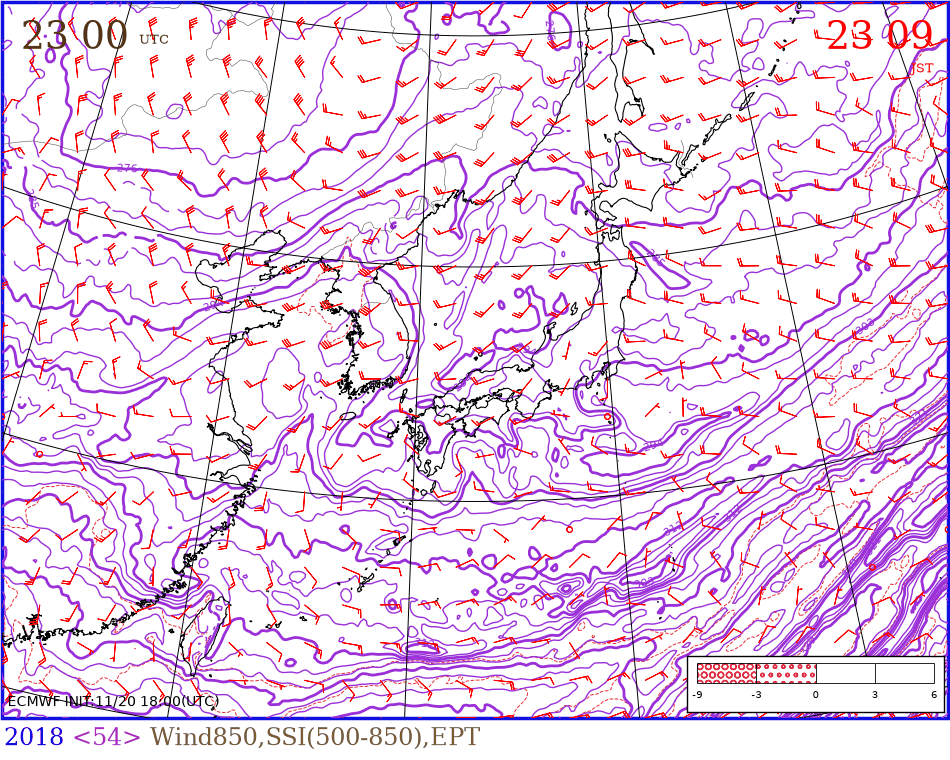 23 00 UTC
23 09 JST
276
ECMWF INIT:11/20 18:00(UTC)
-9 -3 0 3 6
2018 <54> Wind850,SSI(500-850),EPT